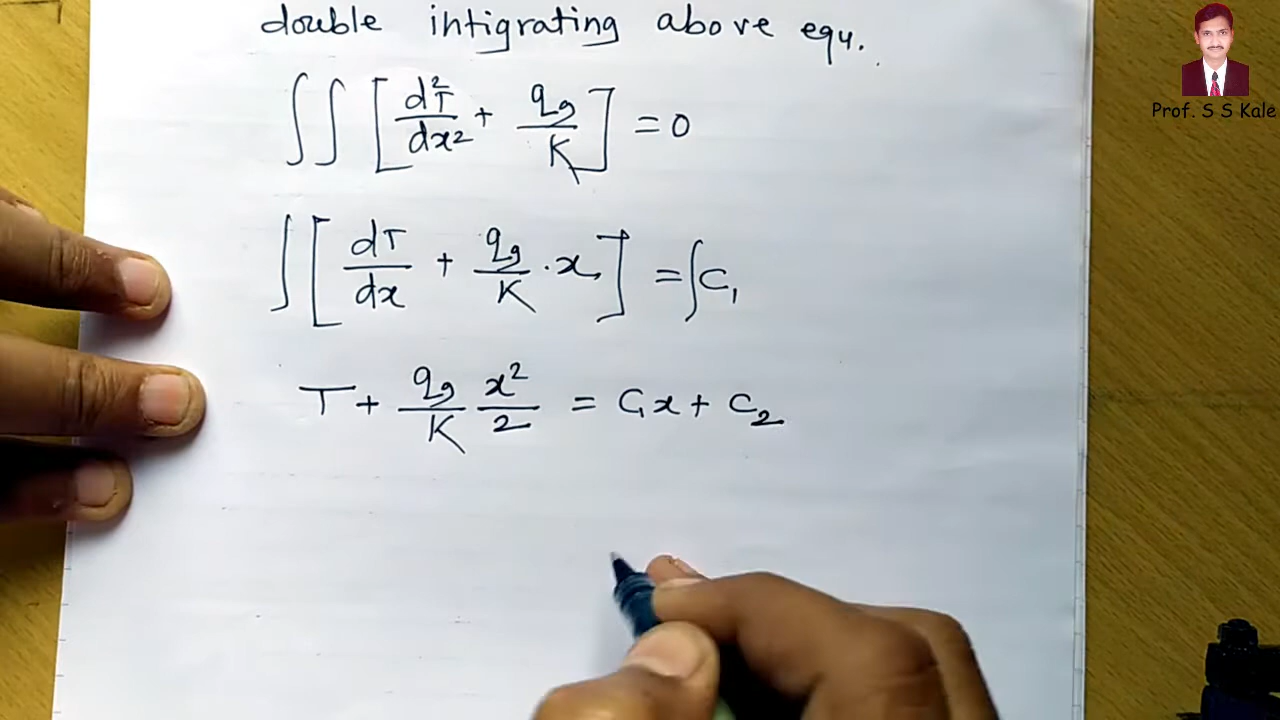 double intigrating above equ.
∫∫ [d²T/dx² + qg/K] = 0
∫ [dT/dx + qg/K · x] = ∫C₁
T + qg/K x²/2 = C₁x + C₂
Prof. S S Kale